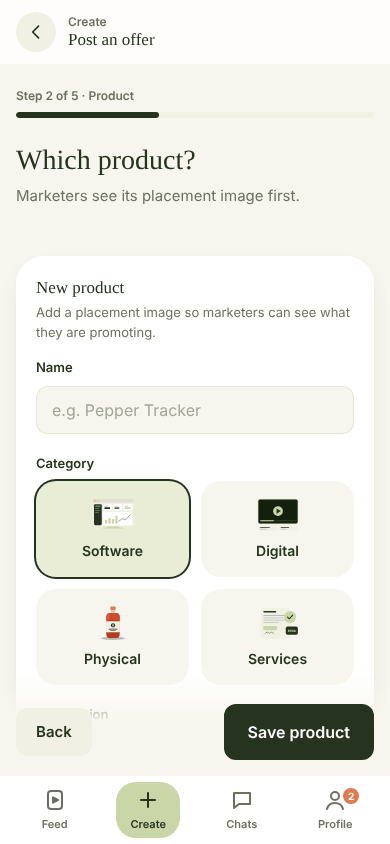 Create
Post an offer
Step 2 of 5 · Product
Which product?
Marketers see its placement image first.
New product
Add a placement image so marketers can see what
they are promoting.
Name
e.g. Pepper Tracker
Category
Software
Digital
Physical
Services
Back
Save product
Feed
Create
Chats
2
Profile